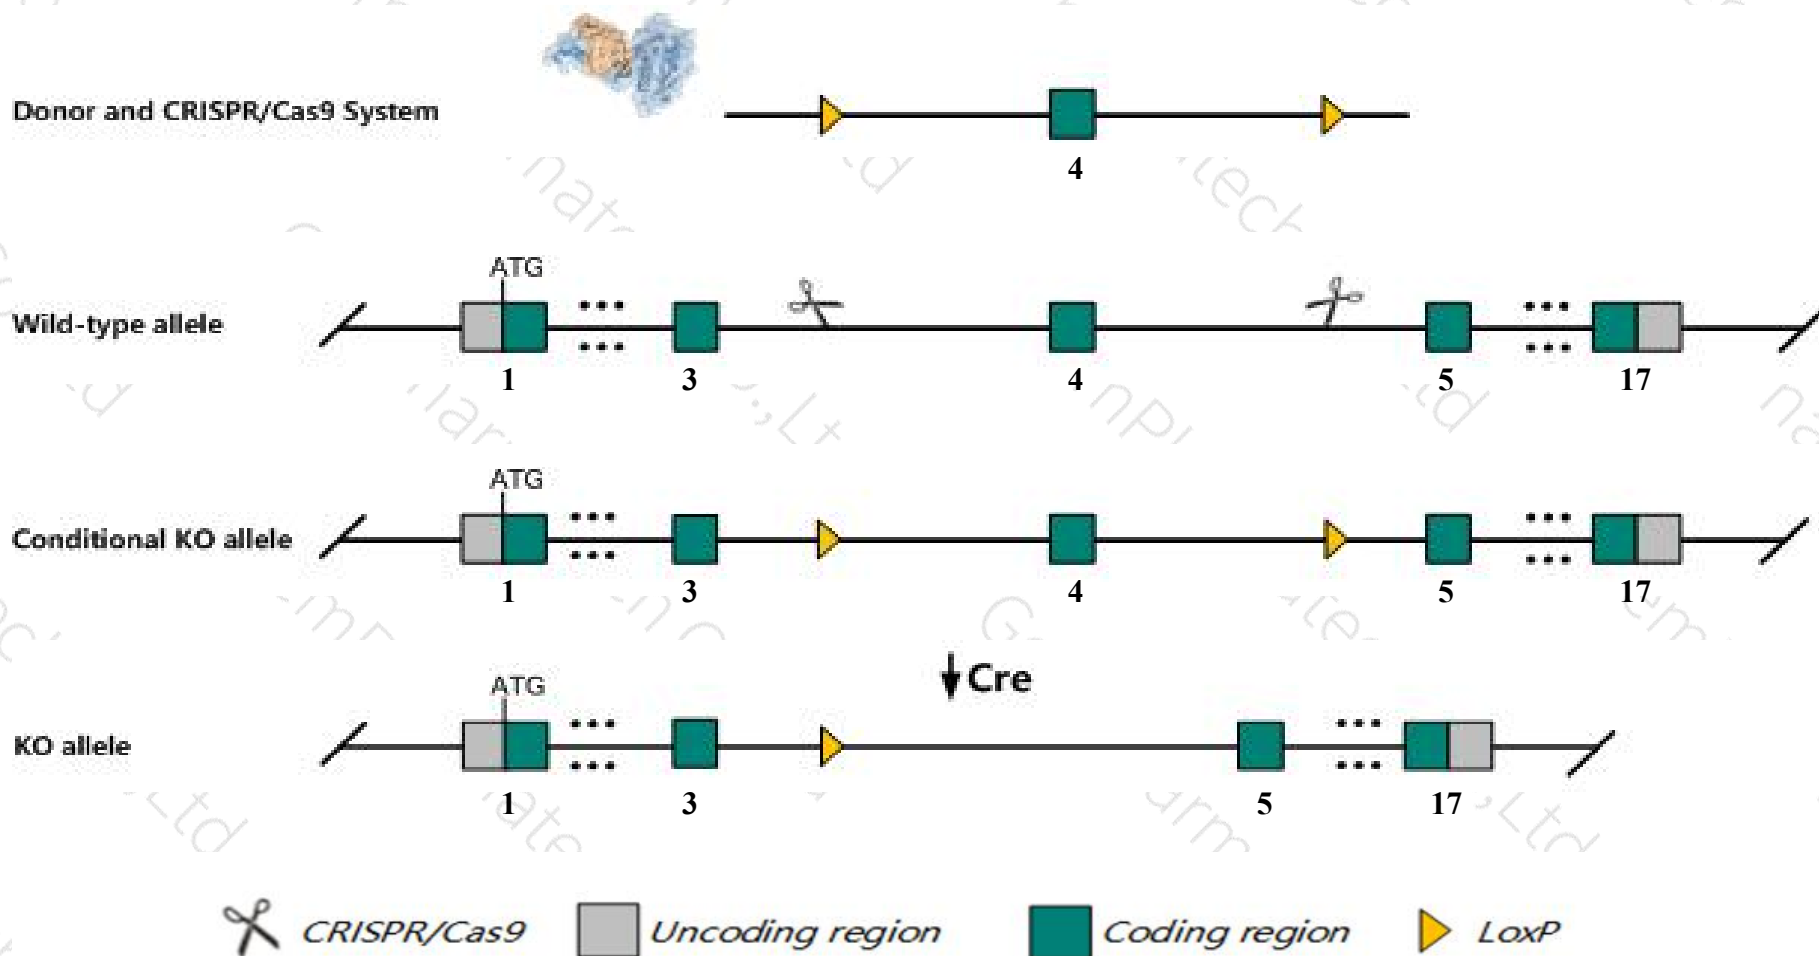 Donor and CRISPR/Cas9 System
4
ATG
Wild-type allele
1 3 4 5 17
ATG
Conditional KO allele
1 3 4 5 17
Cre
ATG
KO allele
1 3 5 17
CRISPR/Cas9 Uncoding region Coding region LoxP